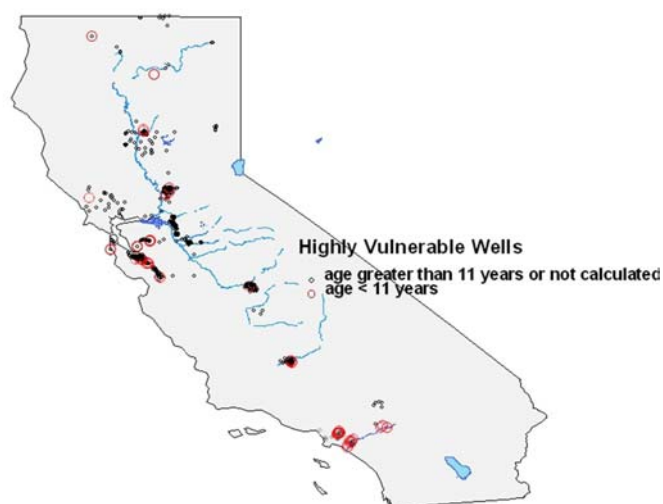 Highly Vulnerable Wells
age greater than 11 years or not calculated
age < 11 years